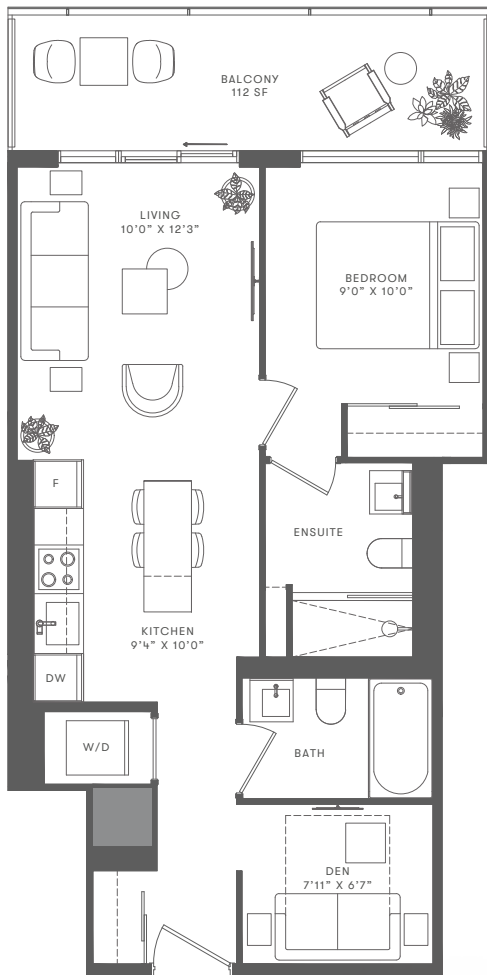 BALCONY
112 SF
LIVING
10'0" X 12'3"
BEDROOM
9'0" X 10'0"
F
ENSUITE
KITCHEN
9'4" X 10'0"
DW
W/D
BATH
DEN
7'11" X 6'7"